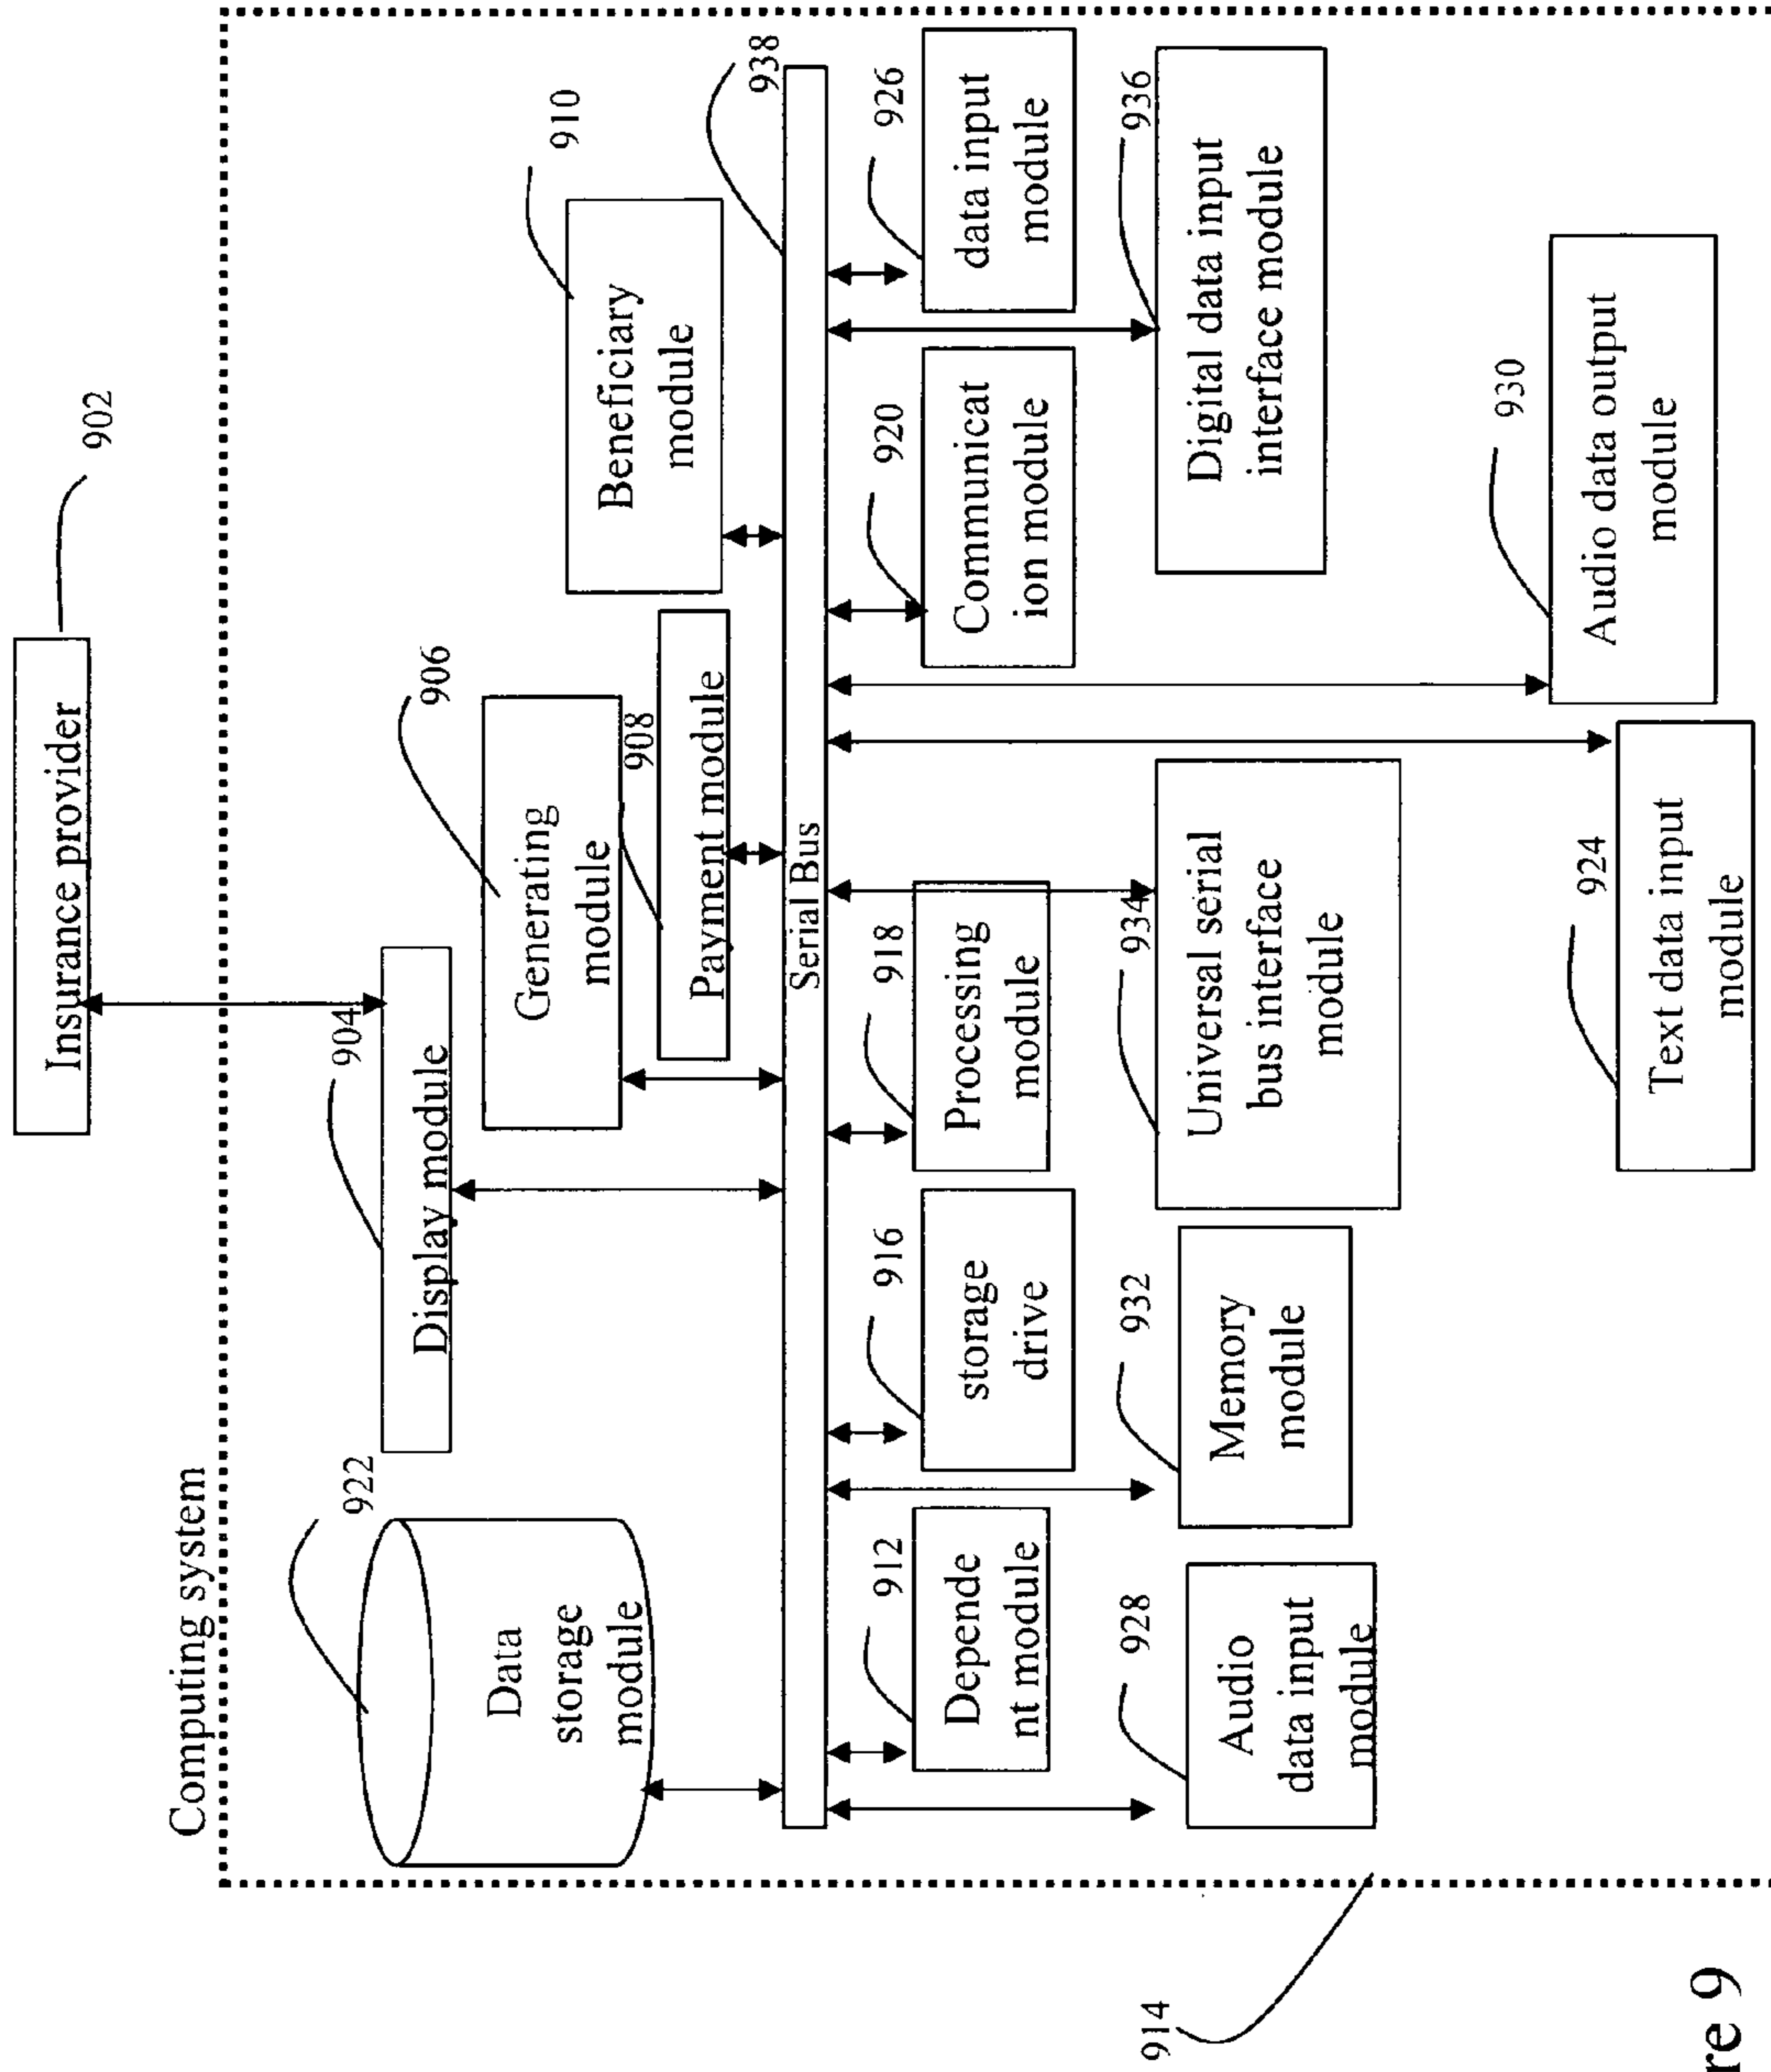 Insurance provider
902
Computing system
922
904
Display module
906
910
Data
storage
module
Generating
module
908
Payment module
Beneficiary
module
938
Serial Bus
912
916
918
920
926
Depende
nt module
storage
drive
Processing
module
Communicat
ion module
data input
module
928
932
934
936
Audio
data input
module
Memory
module
Universal serial
bus interface
module
Digital data input
interface module
914
924
930
Text data input
module
Audio data output
module
re 9